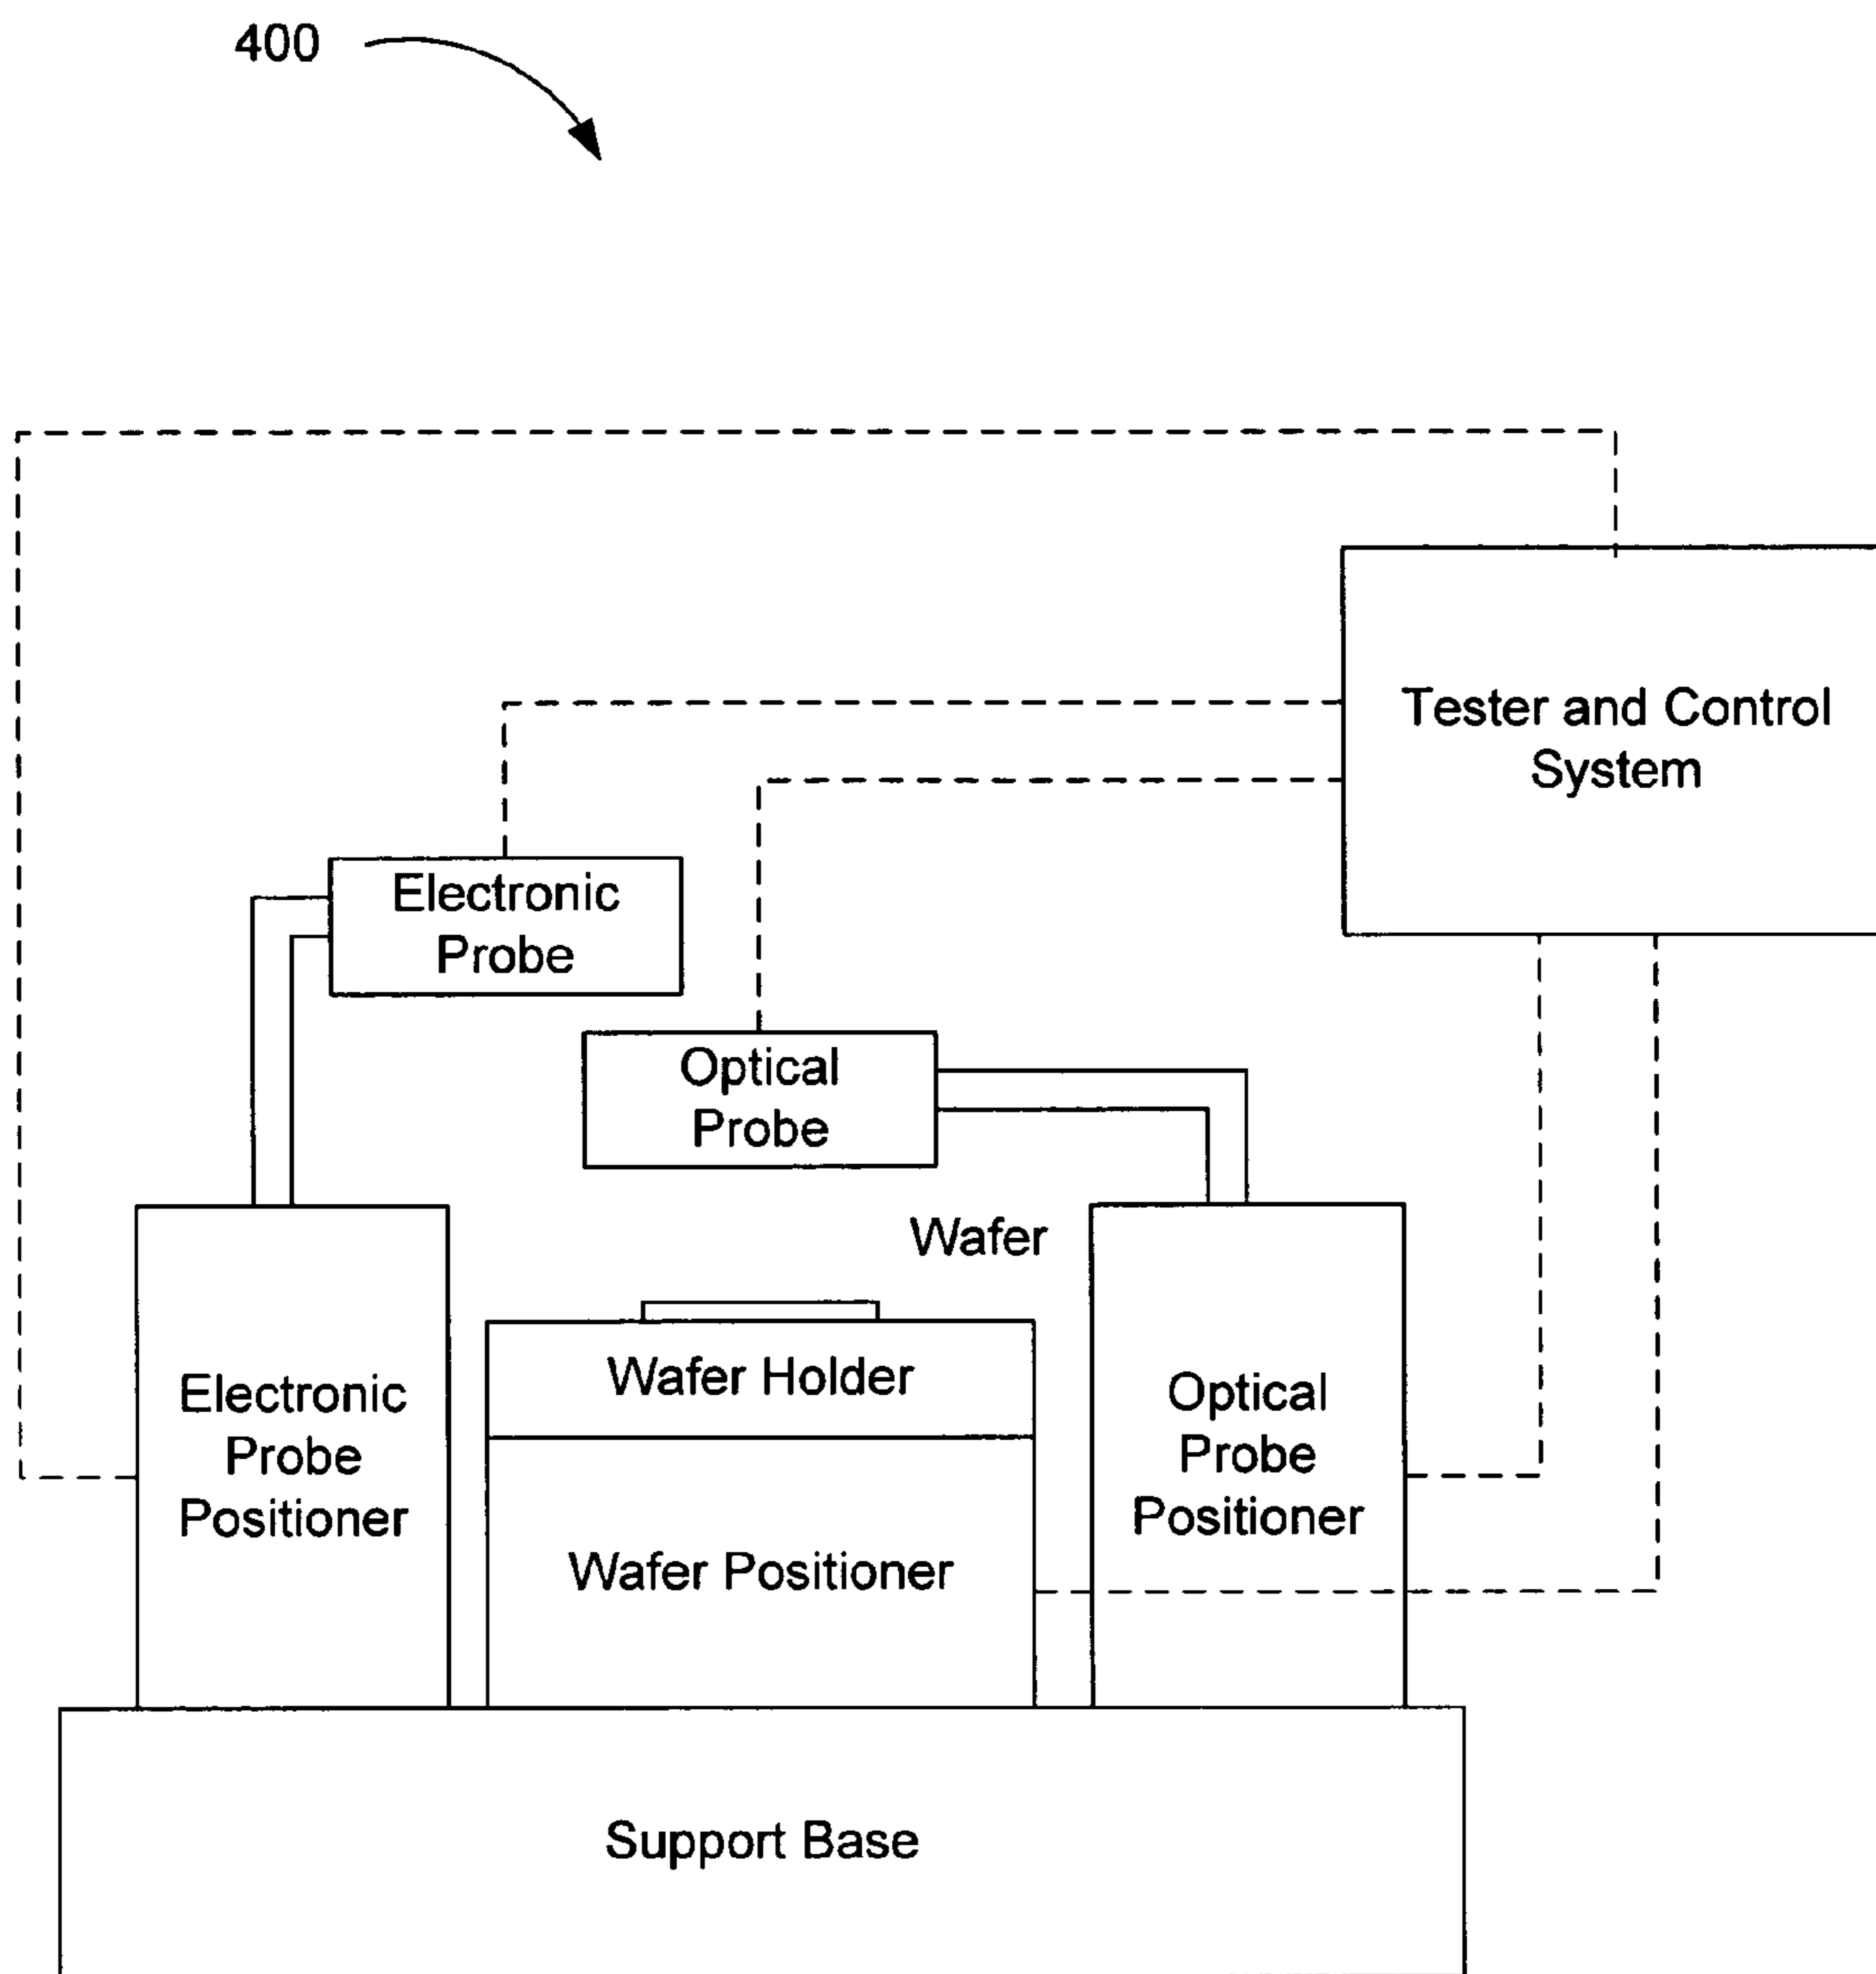 400
Tester and Control
System
Electronic
Probe
Optical
Probe
Wafer
Wafer Holder
Electronic
Probe
Positioner
Optical
Probe
Positioner
Wafer Positioner
Support Base